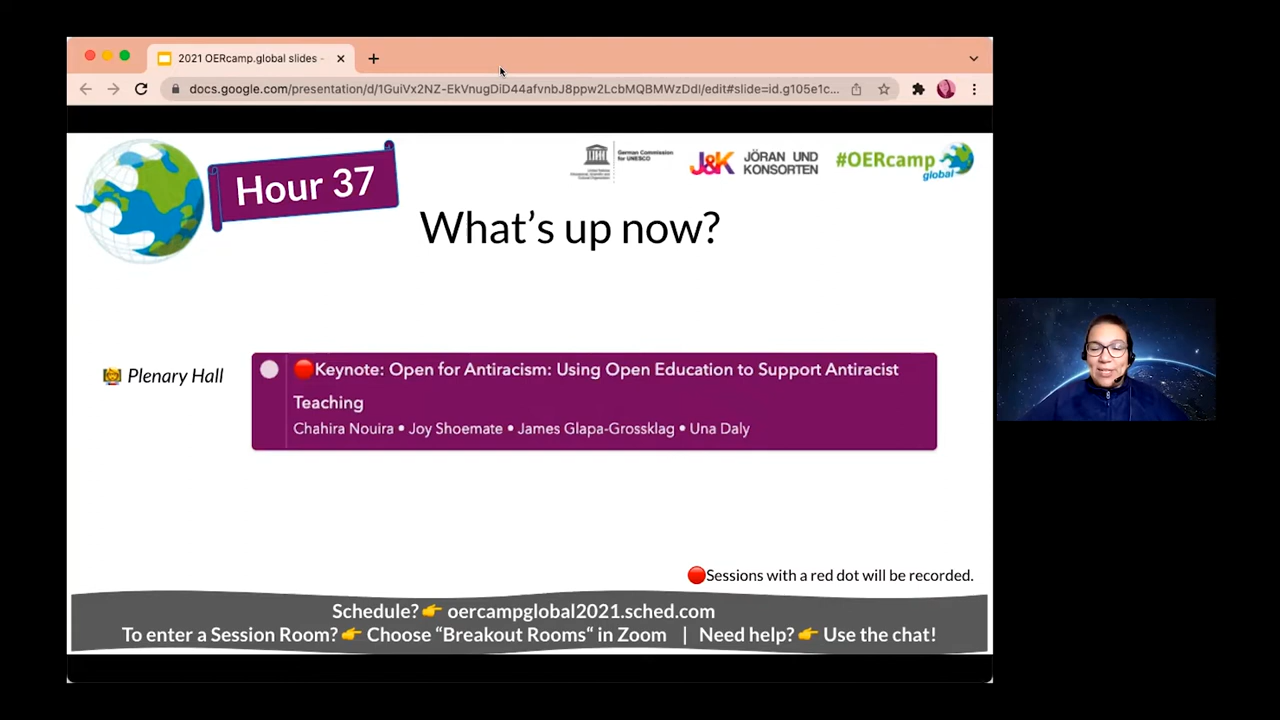 2021 OERcamp.global slides -
docs.google.com/presentation/d/1GuiVx2NZ-EkVnugDiD44afvnbJ8ppw2LcbMQBMWzDdI/edit#slide=id.g105e1c...
Hour 37
German Commission
for UNESCO
J&K JÖRAN UND
KONSORTEN
#OERcamp
global
What's up now?
Plenary Hall
Keynote: Open for Antiracism: Using Open Education to Support Antiracist
Teaching
Chahira Nouira • Joy Shoemate • James Glapa-Grossklag • Una Daly
Sessions with a red dot will be recorded.
Schedule? 👉 oercampglobal2021.sched.com
To enter a Session Room? 👉 Choose “Breakout Rooms“ in Zoom | Need help? 👉 Use the chat!